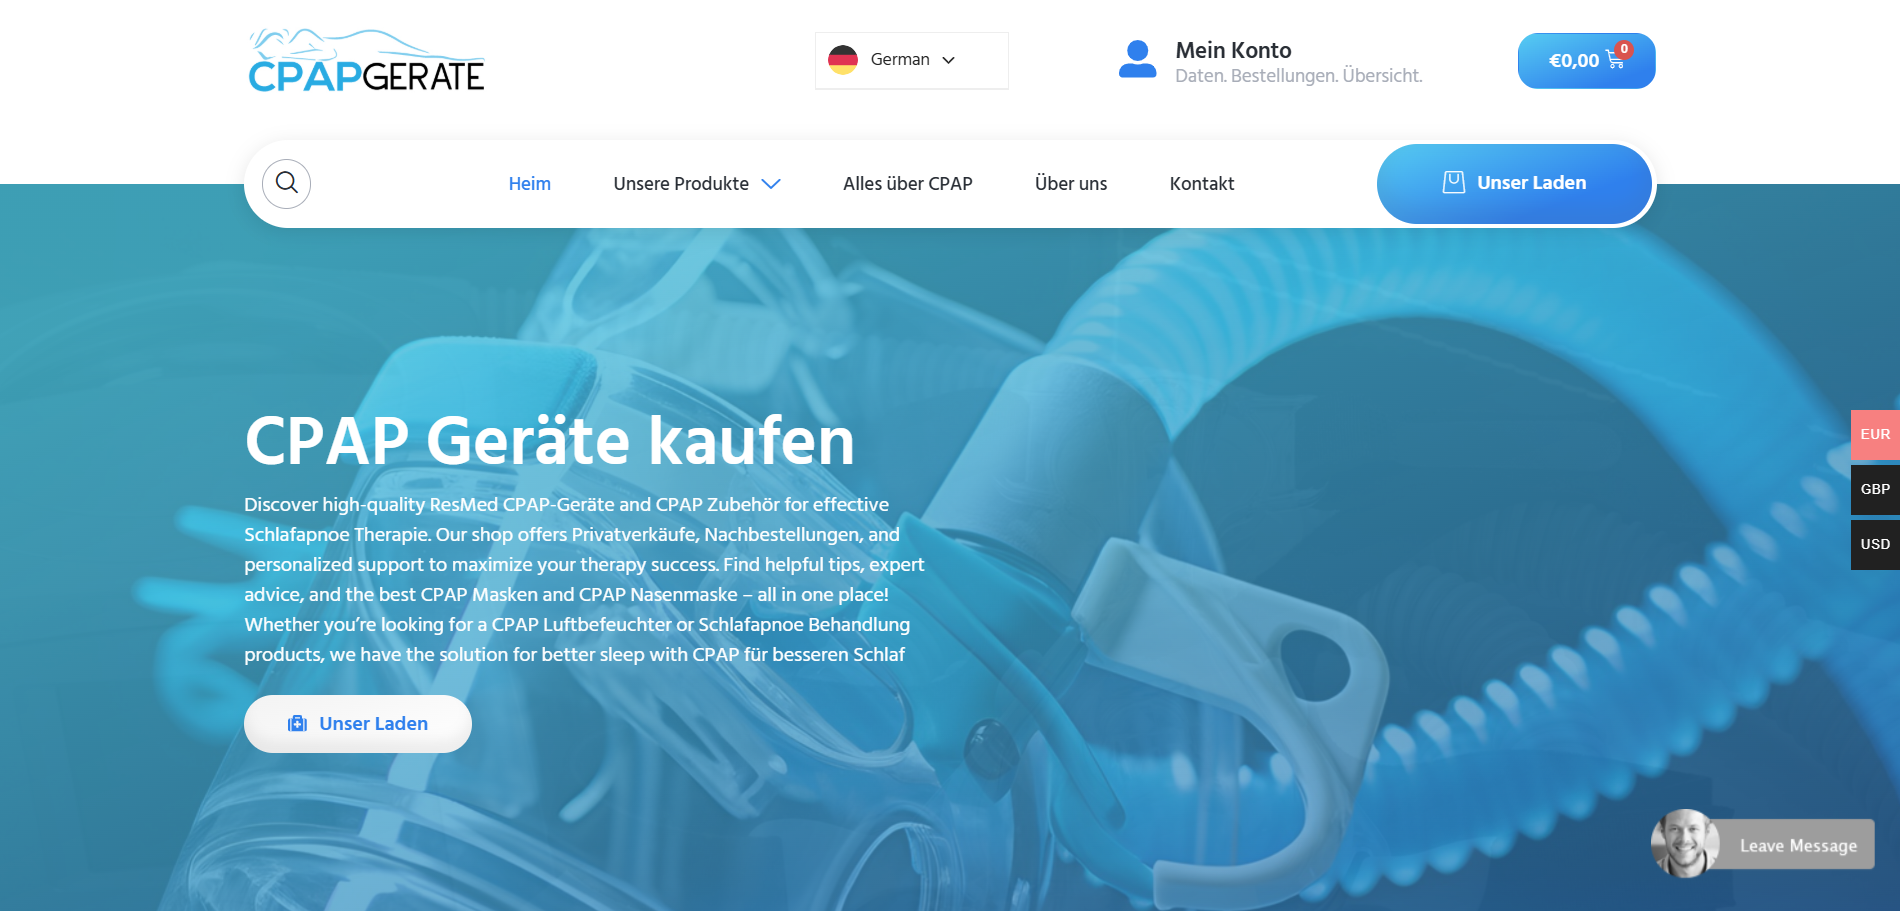 CPAPGERATE
German
Mein Konto
Daten. Bestellungen. Übersicht.
€0,00 0
Heim Unsere Produkte Alles über CPAP Über uns Kontakt Unser Laden
CPAP Geräte kaufen
Discover high-quality ResMed CPAP-Geräte and CPAP Zubehör for effective
Schlafapnoe Therapie. Our shop offers Privatverkäufe, Nachbestellungen, and
personalized support to maximize your therapy success. Find helpful tips, expert
advice, and the best CPAP Masken and CPAP Nasenmaske – all in one place!
Whether you’re looking for a CPAP Luftbefeuchter or Schlafapnoe Behandlung
products, we have the solution for better sleep with CPAP für besseren Schlaf
Unser Laden
EUR
GBP
USD
Leave Message